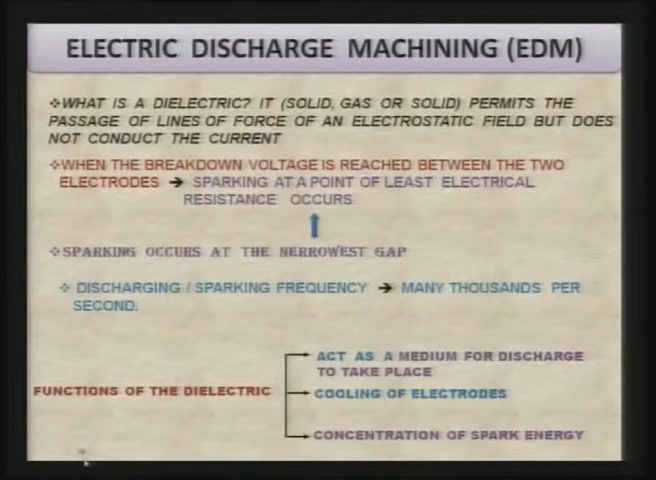 ELECTRIC DISCHARGE MACHINING (EDM)
❖WHAT IS A DIELECTRIC? IT (SOLID, GAS OR SOLID) PERMITS THE
PASSAGE OF LINES OF FORCE OF AN ELECTROSTATIC FIELD BUT DOES
NOT CONDUCT THE CURRENT
❖WHEN THE BREAKDOWN VOLTAGE IS REACHED BETWEEN THE TWO
ELECTRODES ➔ SPARKING AT A POINT OF LEAST ELECTRICAL
RESISTANCE OCCURS
❖SPARKING OCCURS AT THE NERROWEST GAP
❖ DISCHARGING / SPARKING FREQUENCY ➔ MANY THOUSANDS PER
SECOND.
FUNCTIONS OF THE DIELECTRIC
ACT AS A MEDIUM FOR DISCHARGE
TO TAKE PLACE
COOLING OF ELECTRODES
CONCENTRATION OF SPARK ENERGY